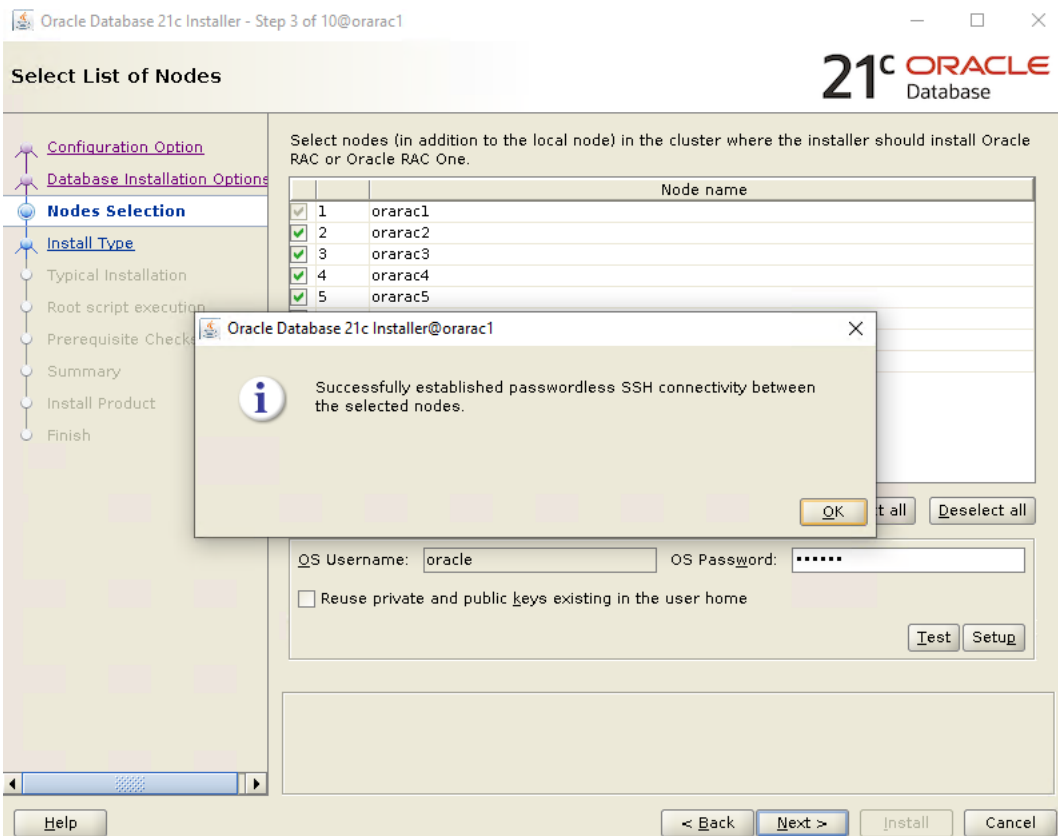 Oracle Database 21c Installer - Step 3 of 10@orarac1
Select List of Nodes
21c ORACLE
Database
Configuration Option
Database Installation Options
Nodes Selection
Install Type
Typical Installation
Root script execution
Prerequisite Checks
Summary
Install Product
Finish
Select nodes (in addition to the local node) in the cluster where the installer should install Oracle
RAC or Oracle RAC One.
Node name
1 orarac1
2 orarac2
3 orarac3
4 orarac4
5 orarac5
Oracle Database 21c Installer@orarac1
Successfully established passwordless SSH connectivity between
the selected nodes.
OK
t all
Deselect all
OS Username: oracle OS Password: ••••••
Reuse private and public keys existing in the user home
Test Setup
Help < Back Next > Install Cancel